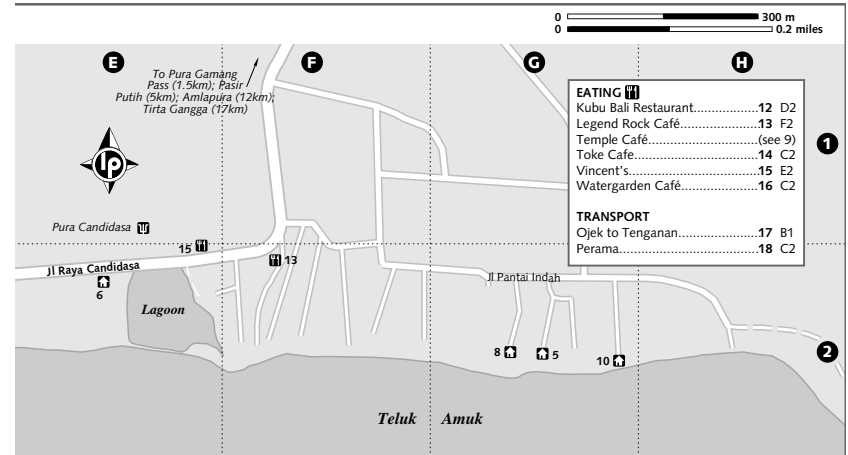 0 300 m
0 0.2 miles
E F G H
To Pura Gamang
Pass (1.5km); Pasir
Putih (5km); Amlapura (12km);
Tirta Gangga (17km)
lp
EATING
Kubu Bali Restaurant..................12 D2
Legend Rock Café......................13 F2
Temple Café..............................(see 9)
Toke Cafe..................................14 C2
Vincent's....................................15 E2
Watergarden Café......................16 C2
TRANSPORT
Ojek to Tenganan.......................17 B1
Perama......................................18 C2
1
Pura Candidasa
15
13
Jl Raya Candidasa
6
Jl Pantai Indah
Lagoon
8
5
10
2
Teluk Amuk